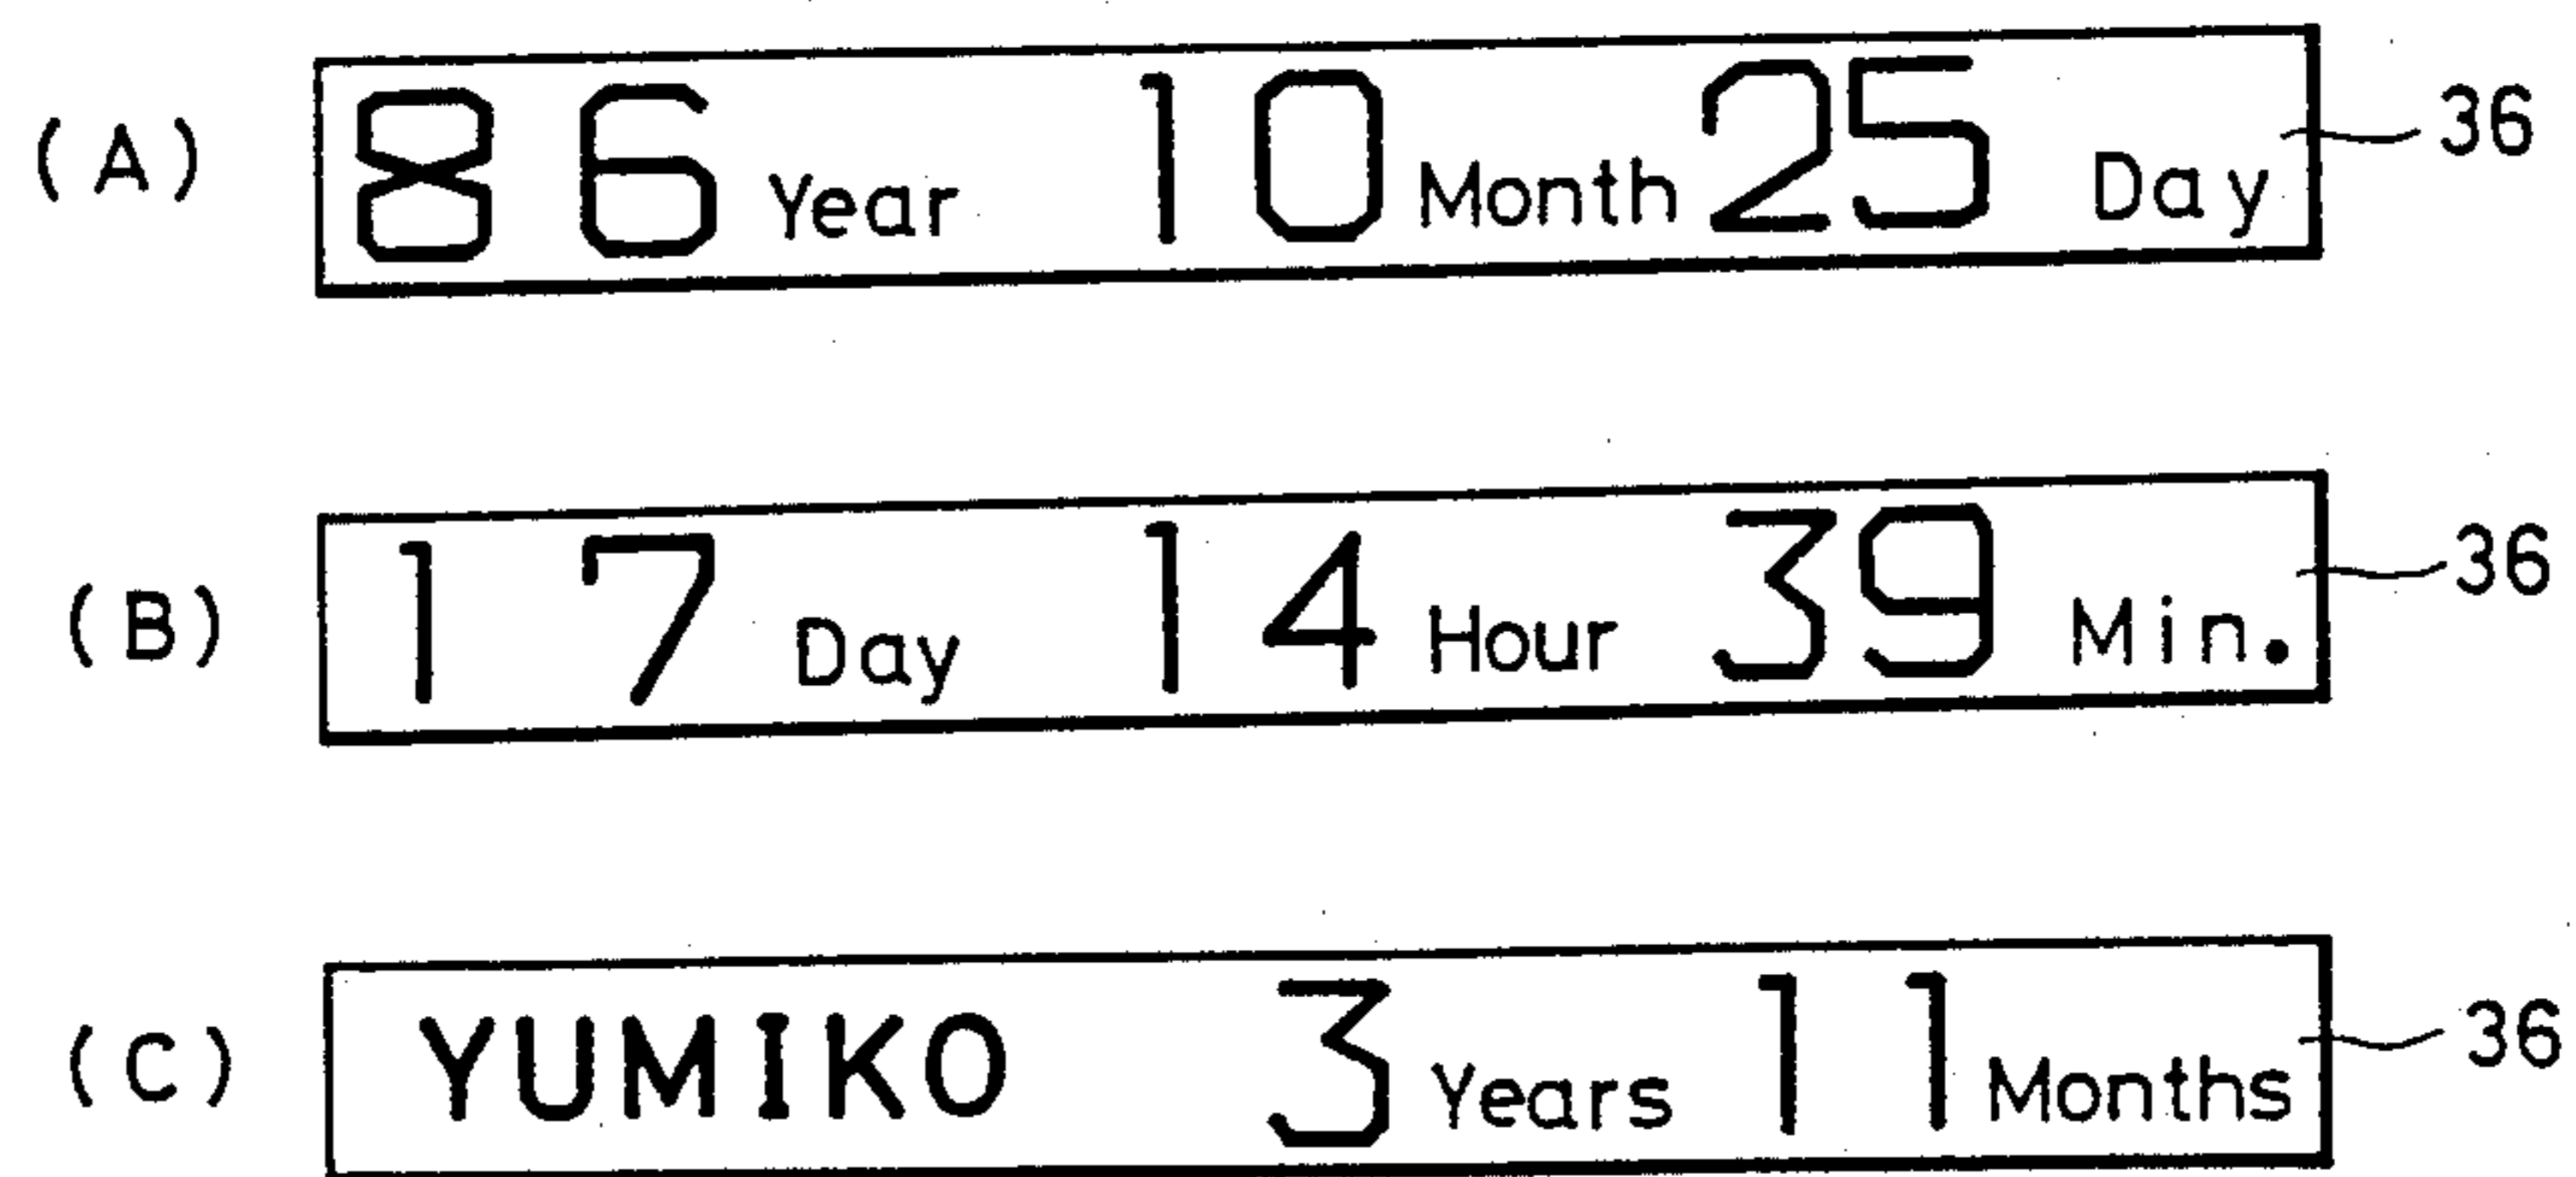 (A) 86 Year 10 Month 25 Day 36
(B) 17 Day 14 Hour 39 Min. 36
(C) YUMIKO 3 Years 11 Months 36